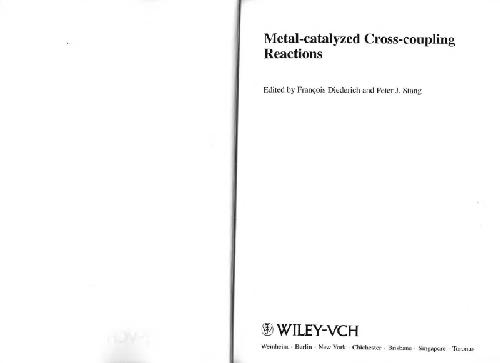 Metal-catalyzed Cross-coupling
Reactions
Edited by François Diederich and Peter J. Stang
WILEY-VCH
Weinheim · Berlin · New York · Chichester · Brisbane · Singapore · Toronto